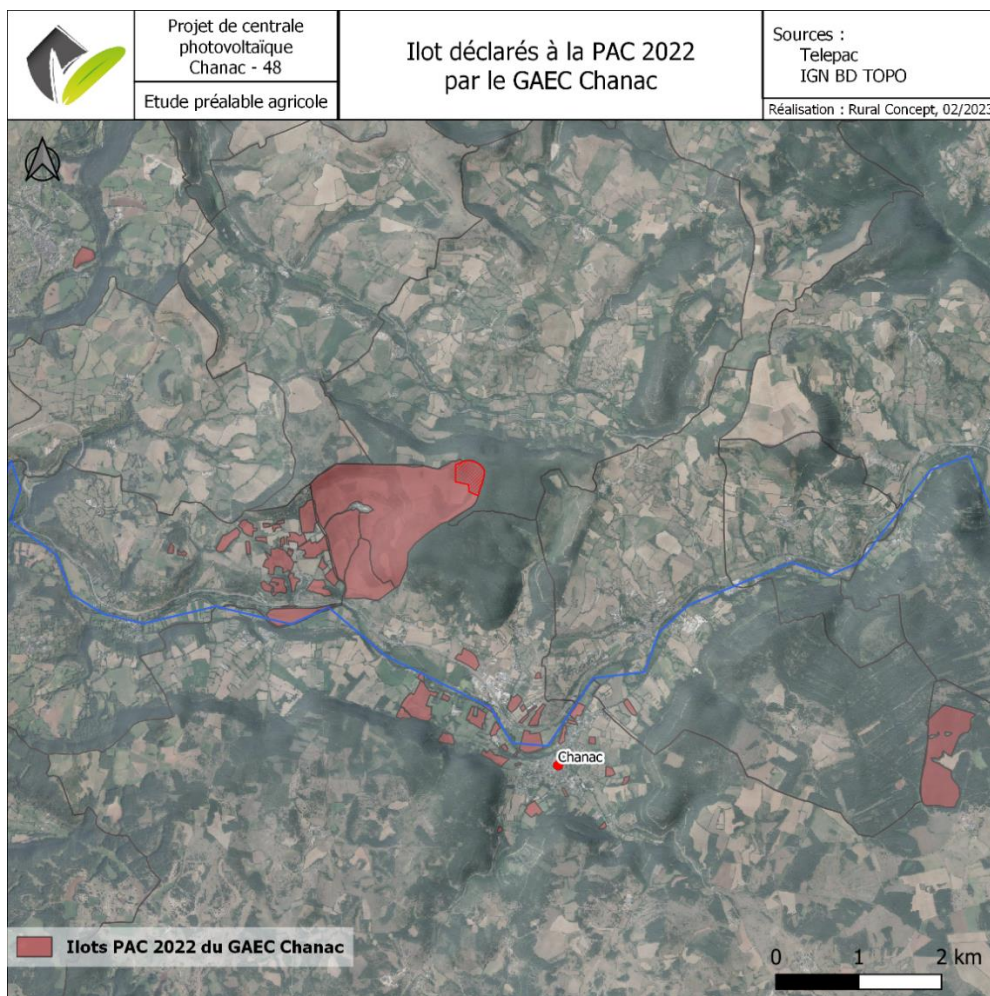 Projet de centrale
photovoltaïque
Chanac - 48
Etude préalable agricole
Ilot déclarés à la PAC 2022
par le GAEC Chanac
Sources :
Telepac
IGN BD TOPO
Réalisation : Rural Concept, 02/2023
Chanac
Ilots PAC 2022 du GAEC Chanac
0 1 2 km